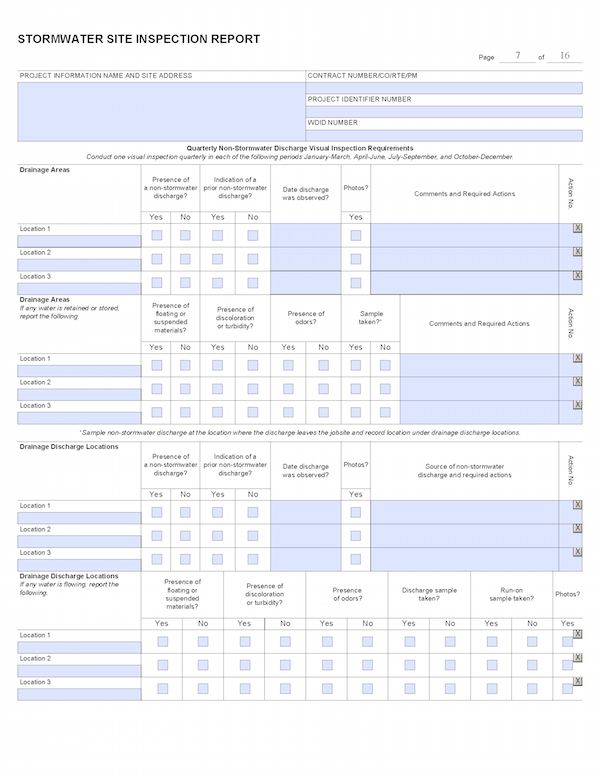 STORMWATER SITE INSPECTION REPORT
Page 7 of 16
PROJECT INFORMATION NAME AND SITE ADDRESS
CONTRACT NUMBER/CO/RTE/PM
PROJECT IDENTIFIER NUMBER
WDID NUMBER
Quarterly Non-Stormwater Discharge Visual Inspection Requirements
Conduct one visual inspection quarterly in each of the following periods January-March, April-June, July-September, and October-December.
Drainage Areas
Presence of
a non-stormwater
discharge?
Indication of a
prior non-stormwater
discharge?
Date discharge
was observed?
Photos?
Comments and Required Actions
Action No.
Yes No Yes No Yes
Location 1 X
Location 2 X
Location 3 X
Drainage Areas
If any water is retained or stored,
report the following.
Presence of
floating or
suspended
materials?
Presence of
discoloration
or turbidity?
Presence of
odors?
Sample
taken?*
Comments and Required Actions
Action No.
Yes No Yes No Yes No Yes No
Location 1 X
Location 2 X
Location 3 X
*Sample non-stormwater discharge at the location where the discharge leaves the jobsite and record location under drainage discharge locations.
Drainage Discharge Locations
Presence of
a non-stormwater
discharge?
Indication of a
prior non-stormwater
discharge?
Date discharge
was observed?
Photos?
Source of non-stormwater
discharge and required actions
Action No.
Yes No Yes No Yes
Location 1 X
Location 2 X
Location 3 X
Drainage Discharge Locations
If any water is flowing, report the
following.
Presence of
floating or
suspended
materials?
Presence of
discoloration
or turbidity?
Presence
of odors?
Discharge sample
taken?
Run-on
sample taken?
Photos?
Yes No Yes No Yes No Yes No Yes No Yes
Location 1 X
Location 2 X
Location 3 X